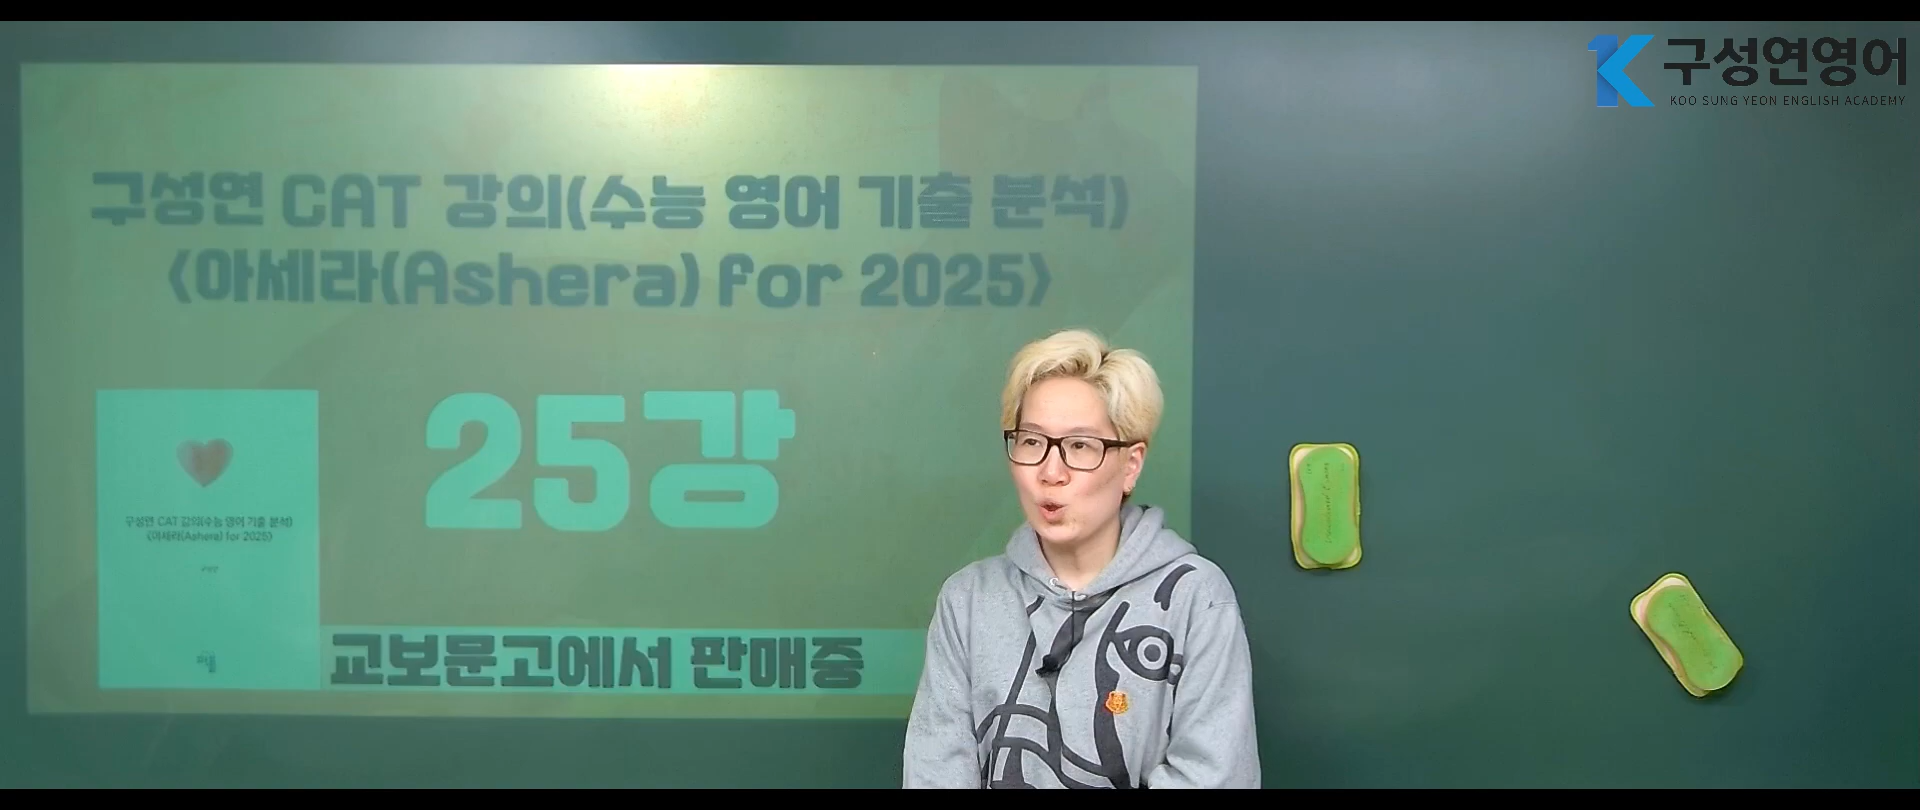 구성연영어
KOO SUNG YEON ENGLISH ACADEMY
구성연 CAT 강의(수능 영어 기출 분석)
<아세라(Ashera) for 2025>
25강
구성연 CAT 강의(수능 영어 기출 분석)
<아세라(Ashera) for 2025>
교보문고에서 판매중